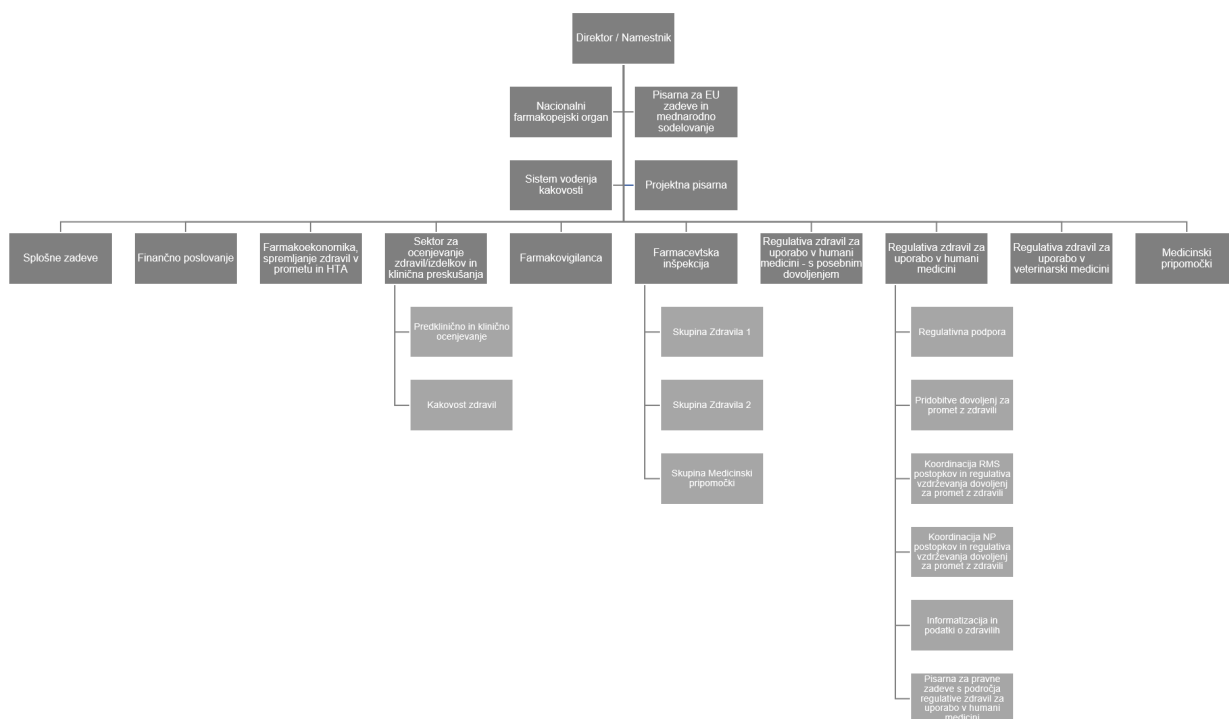 Direktor / Namestnik
Nacionalni
farmakopejski organ
Pisarna za EU
zadeve in
mednarodno
sodelovanje
Sistem vodenja
kakovosti
Projektna pisarna
Splošne zadeve
Finančno poslovanje
Farmakoekonomika,
spremljanje zdravil v
prometu in HTA
Sektor za
ocenjevanje
zdravil/izdelkov in
klinična preskušanja
Farmakovigilanca
Farmacevtska
inšpekcija
Regulativa zdravil za
uporabo v humani
medicini - s posebnim
dovoljenjem
Regulativa zdravil za
uporabo v humani
medicini
Regulativa zdravil za
uporabo v
veterinarski medicini
Medicinski
pripomočki
Predklinično in klinično
ocenjevanje
Kakovost zdravil
Skupina Zdravila 1
Skupina Zdravila 2
Skupina Medicinski
pripomočki
Regulativna podpora
Pridobitve dovoljenj za
promet z zdravili
Koordinacija RMS
postopkov in regulativa
vzdrževanja dovoljenj
za promet z zdravili
Koordinacija NP
postopkov in regulativa
vzdrževanja dovoljenj
za promet z zdravili
Informatizacija in
podatki o zdravilih
Pisarna za pravne
zadeve s področja
regulative zdravil za
uporabo v humani
medicini